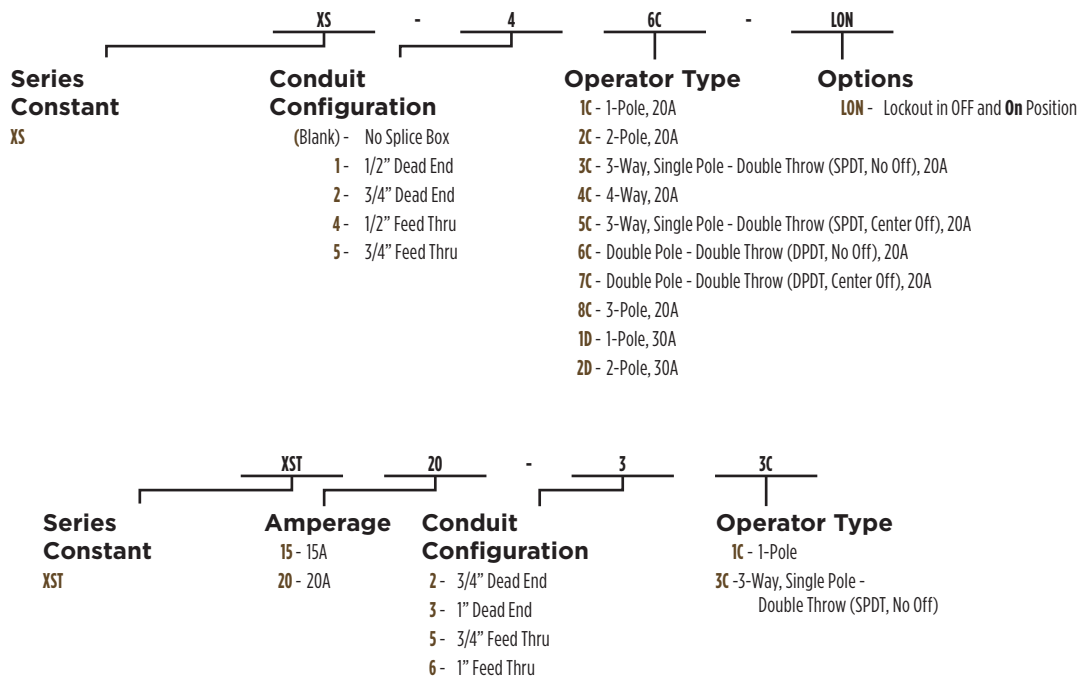 XS - 4 6C - LON
Series Constant
XS
Conduit Configuration
(Blank) - No Splice Box
1 - 1/2” Dead End
2 - 3/4” Dead End
4 - 1/2” Feed Thru
5 - 3/4” Feed Thru
Operator Type
1C - 1-Pole, 20A
2C - 2-Pole, 20A
3C - 3-Way, Single Pole - Double Throw (SPDT, No Off), 20A
4C - 4-Way, 20A
5C - 3-Way, Single Pole - Double Throw (SPDT, Center Off), 20A
6C - Double Pole - Double Throw (DPDT, No Off), 20A
7C - Double Pole - Double Throw (DPDT, Center Off), 20A
8C - 3-Pole, 20A
1D - 1-Pole, 30A
2D - 2-Pole, 30A
Options
LON - Lockout in OFF and On Position
XST 20 - 3 3C
Series Constant
XST
Amperage
15 - 15A
20 - 20A
Conduit Configuration
2 - 3/4” Dead End
3 - 1” Dead End
5 - 3/4” Feed Thru
6 - 1” Feed Thru
Operator Type
1C - 1-Pole
3C -3-Way, Single Pole -
Double Throw (SPDT, No Off)